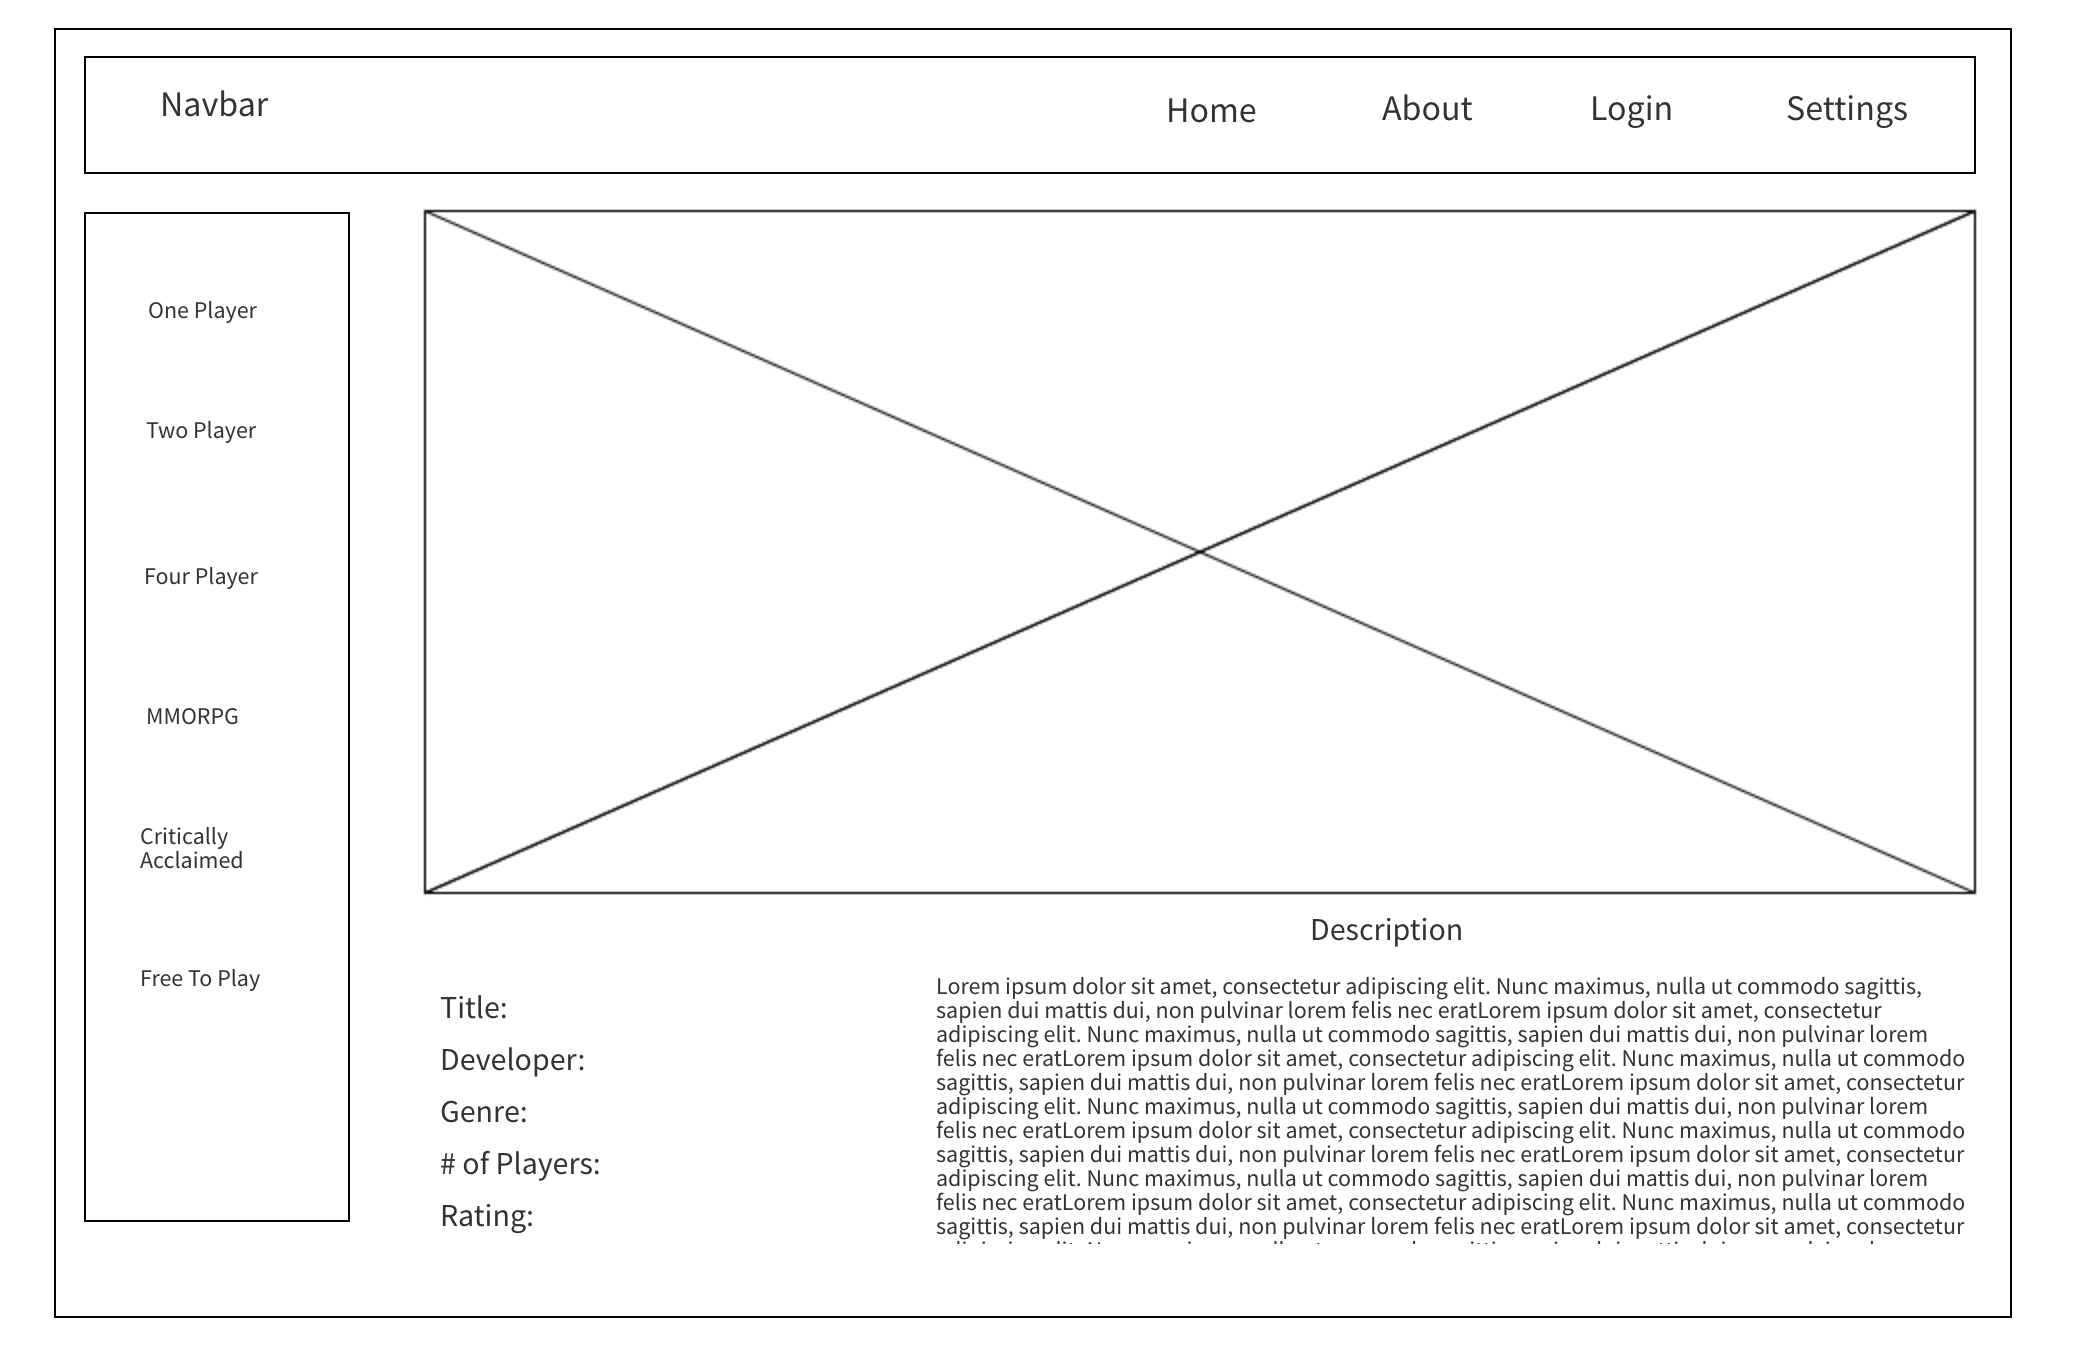 Navbar
Home
About
Login
Settings
One Player
Two Player
Four Player
MMORPG
Critically
Acclaimed
Free To Play
Description
Title:
Developer:
Genre:
# of Players:
Rating:
Lorem ipsum dolor sit amet, consectetur adipiscing elit. Nunc maximus, nulla ut commodo sagittis,
sapien dui mattis dui, non pulvinar lorem felis nec eratLorem ipsum dolor sit amet, consectetur
adipiscing elit. Nunc maximus, nulla ut commodo sagittis, sapien dui mattis dui, non pulvinar lorem
felis nec eratLorem ipsum dolor sit amet, consectetur adipiscing elit. Nunc maximus, nulla ut commodo
sagittis, sapien dui mattis dui, non pulvinar lorem felis nec eratLorem ipsum dolor sit amet, consectetur
adipiscing elit. Nunc maximus, nulla ut commodo sagittis, sapien dui mattis dui, non pulvinar lorem
felis nec eratLorem ipsum dolor sit amet, consectetur adipiscing elit. Nunc maximus, nulla ut commodo
sagittis, sapien dui mattis dui, non pulvinar lorem felis nec eratLorem ipsum dolor sit amet, consectetur
adipiscing elit. Nunc maximus, nulla ut commodo sagittis, sapien dui mattis dui, non pulvinar lorem
felis nec eratLorem ipsum dolor sit amet, consectetur adipiscing elit. Nunc maximus, nulla ut commodo
sagittis, sapien dui mattis dui, non pulvinar lorem felis nec eratLorem ipsum dolor sit amet, consectetur